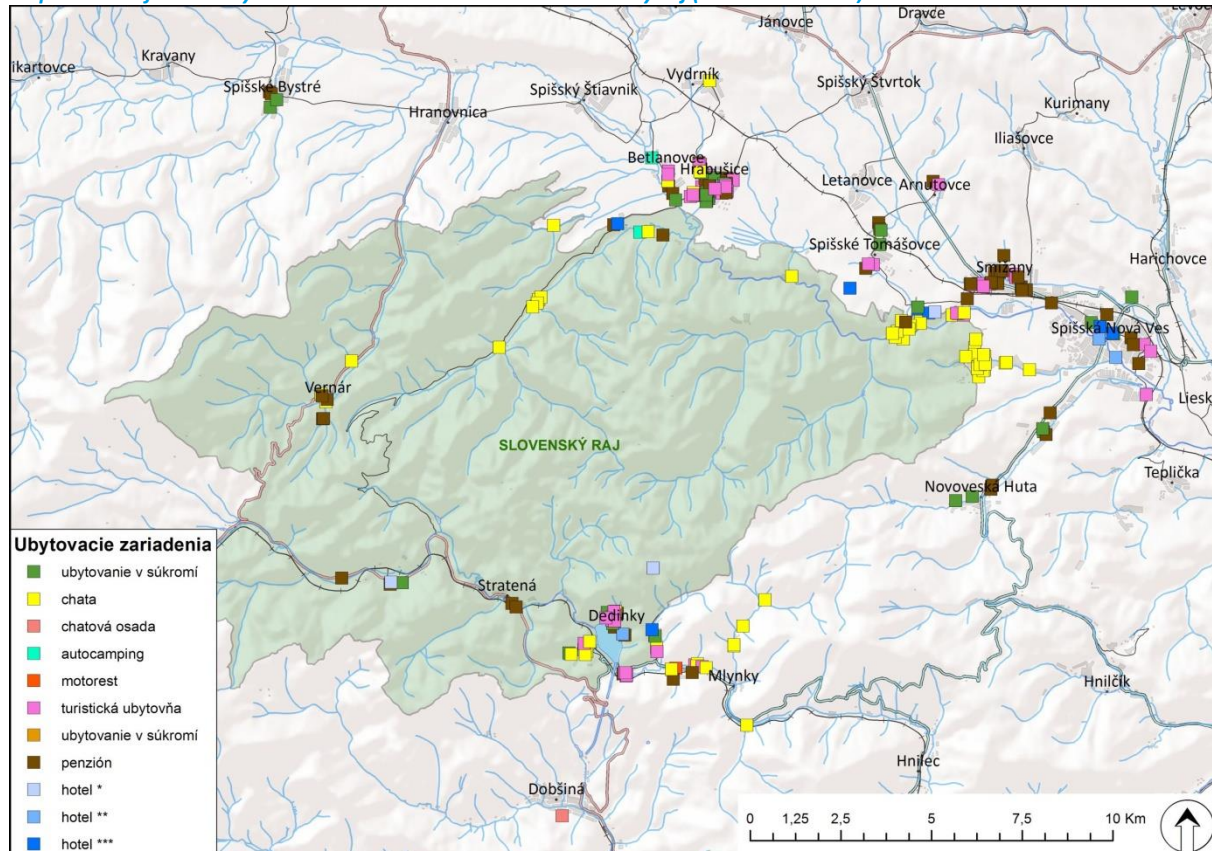 Jánovce
Dravce
Kravany
ikartovce
Vydrník
Spišský Štvrtok
Spišské Bystré
Spišský Štiavnik
Hranovnica
Kurimany
Iliašovce
Betlanovce
Hrabušice
Letanovce
Arnutovce
Spišské Tomášovce
Harichovce
Smižany
Spišská Nová Ves
Vernár
Liesk
SLOVENSKÝ RAJ
Teplička
Novoveská Huta
Ubytovacie zariadenia
ubytovanie v súkromí
chata
chatová osada
autocamping
motorest
turistická ubytovňa
ubytovanie v súkromí
penzión
hotel *
hotel **
hotel ***
Stratená
Dedinky
Mlynky
Hnilčík
Hnilec
Dobšiná
0 1,25 2,5 5 7,5 10 Km